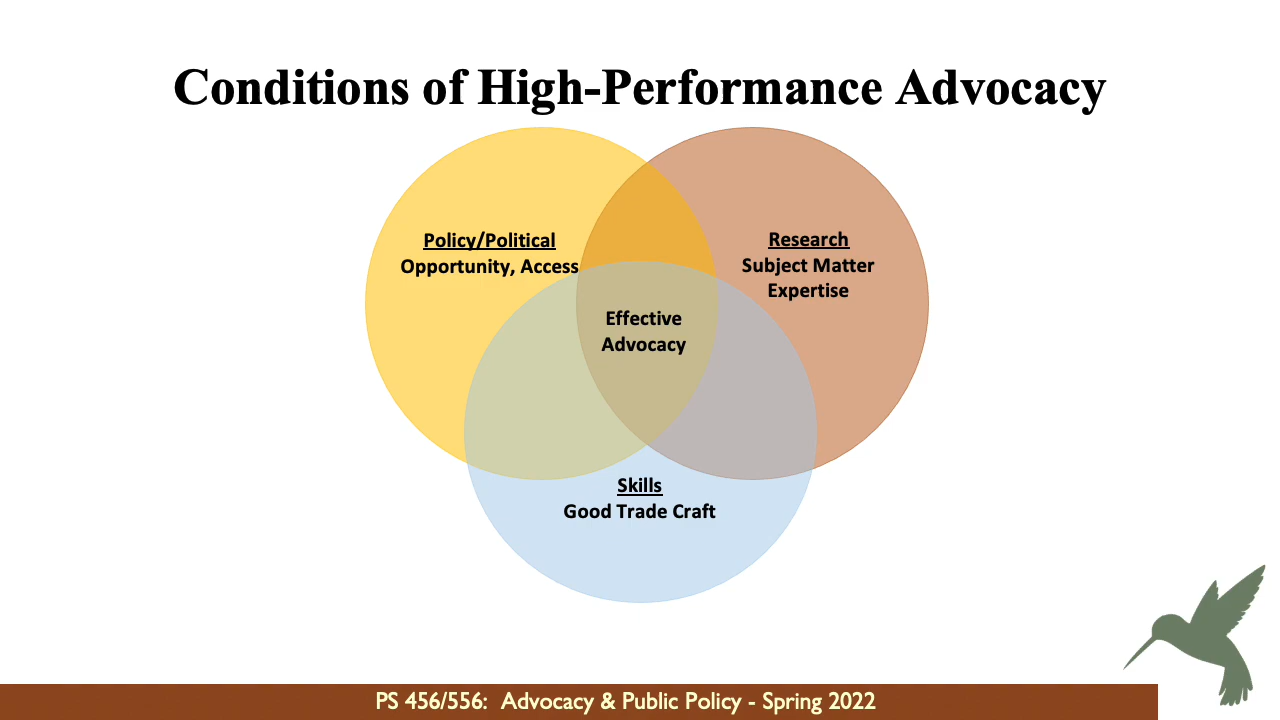 Conditions of High-Performance Advocacy
Policy/Political
Opportunity, Access
Research
Subject Matter
Expertise
Effective
Advocacy
Skills
Good Trade Craft
PS 456/556: Advocacy & Public Policy - Spring 2022